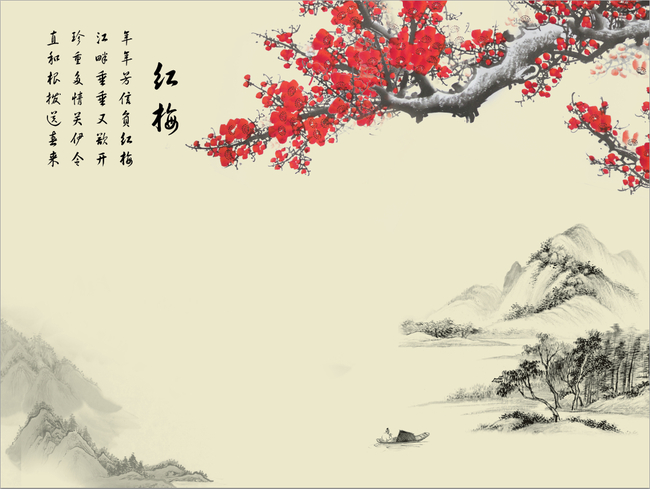 红梅
年年芳信负红梅
江畔垂垂又欲开
珍重多情关伊令
直和根拨送春来